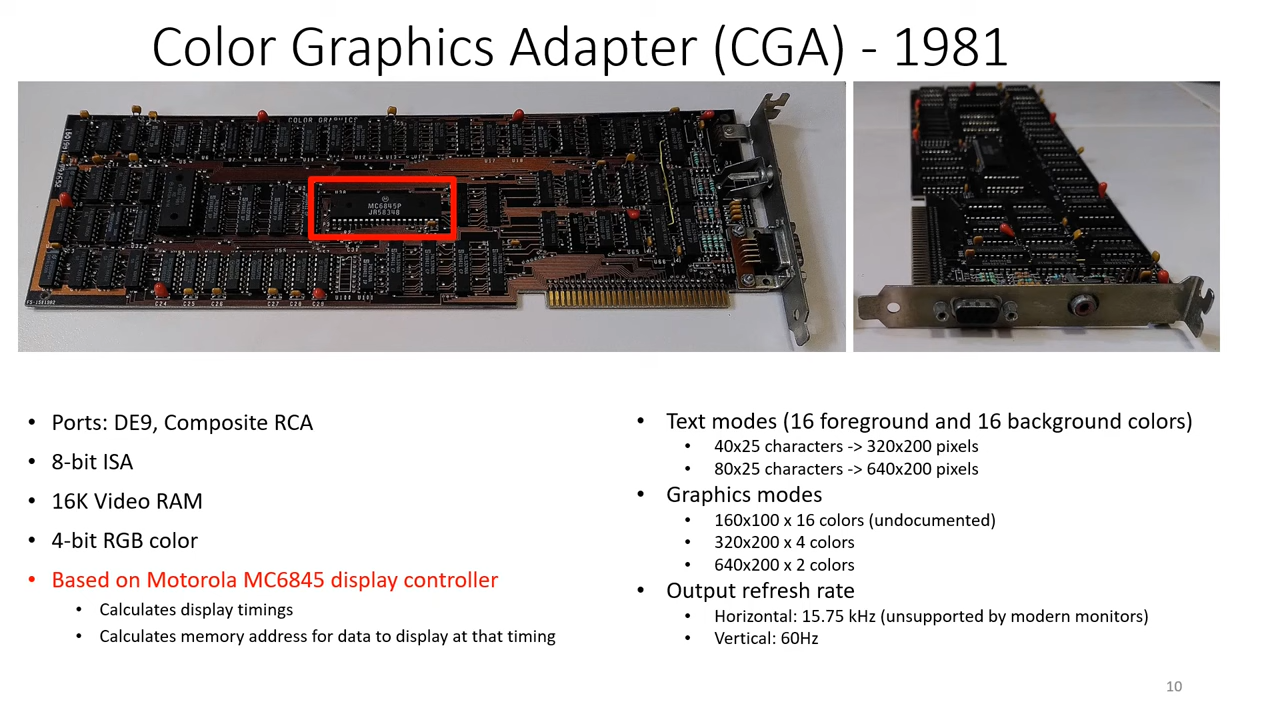 Color Graphics Adapter (CGA) - 1981
COLOR GRAPHICS
MC6845P
JA58348
• Ports: DE9, Composite RCA
• 8-bit ISA
• 16K Video RAM
• 4-bit RGB color
• Based on Motorola MC6845 display controller
• Calculates display timings
• Calculates memory address for data to display at that timing
• Text modes (16 foreground and 16 background colors)
• 40x25 characters -> 320x200 pixels
• 80x25 characters -> 640x200 pixels
• Graphics modes
• 160x100 x 16 colors (undocumented)
• 320x200 x 4 colors
• 640x200 x 2 colors
• Output refresh rate
• Horizontal: 15.75 kHz (unsupported by modern monitors)
• Vertical: 60Hz
10